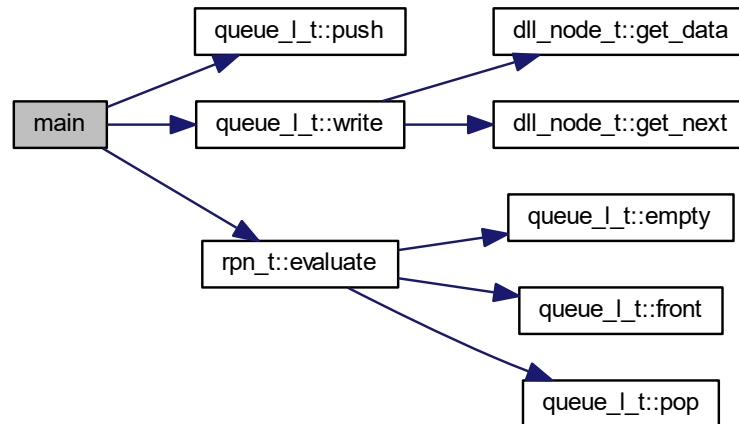 queue_l_t::push
dll_node_t::get_data
main
queue_l_t::write
dll_node_t::get_next
queue_l_t::empty
rpn_t::evaluate
queue_l_t::front
queue_l_t::pop